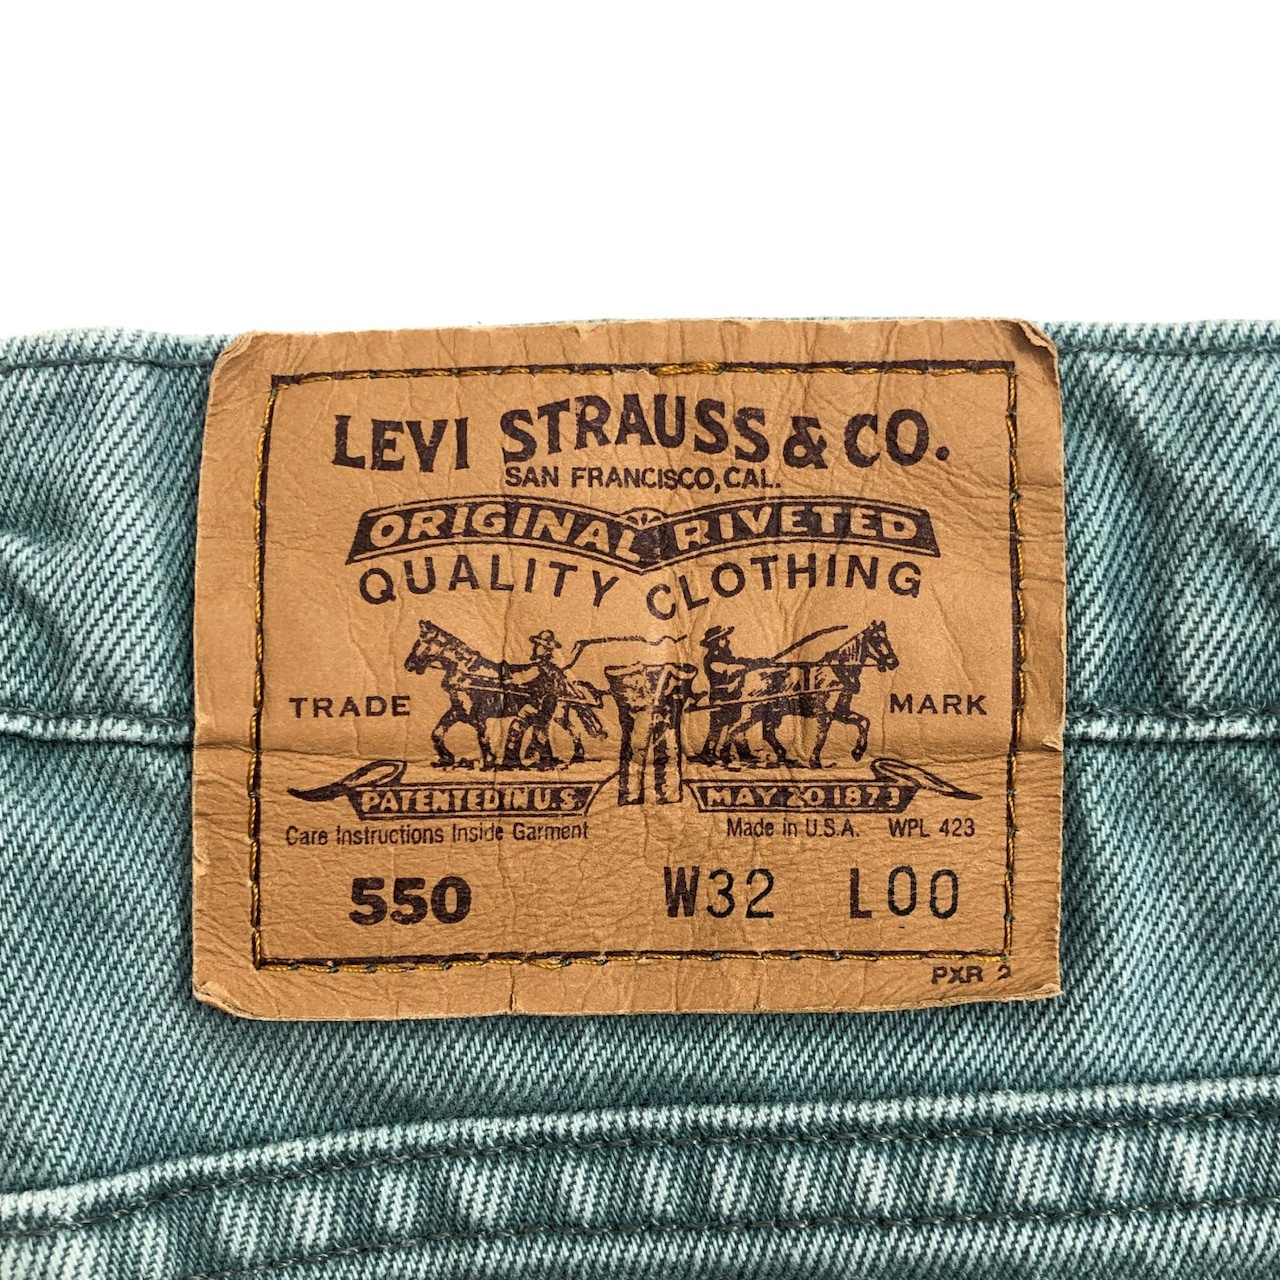 LEVI STRAUSS & CO.
SAN FRANCISCO, CAL.
ORIGINAL RIVETED
QUALITY CLOTHING
TRADE MARK
PATENTED IN U.S. MAY 20 1873
Care Instructions Inside Garment Made in U.S.A. WPL 423
550 W32 L00
PXR 2